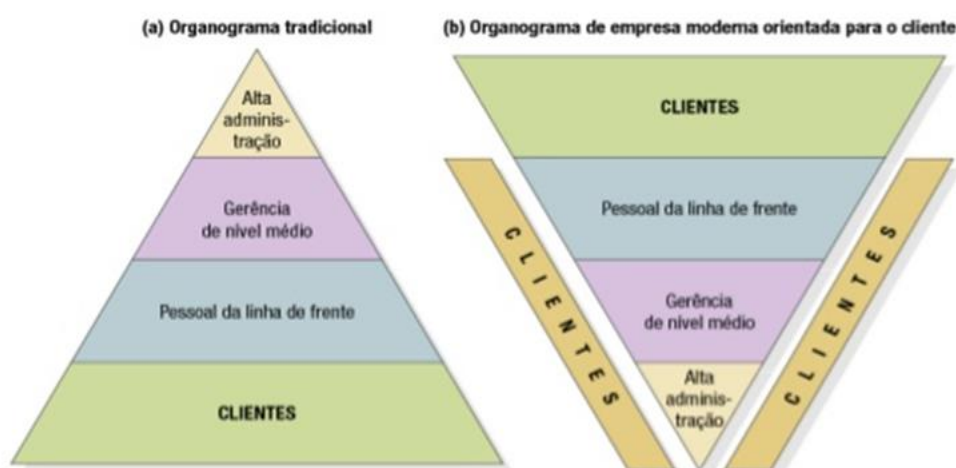 (a) Organograma tradicional
Alta
adminis-
tração
Gerência
de nível médio
Pessoal da linha de frente
CLIENTES
(b) Organograma de empresa moderna orientada para o cliente
CLIENTES
Pessoal da linha de frente
Gerência
de nível médio
Alta
adminis-
tração
CLIENTES
CLIENTES